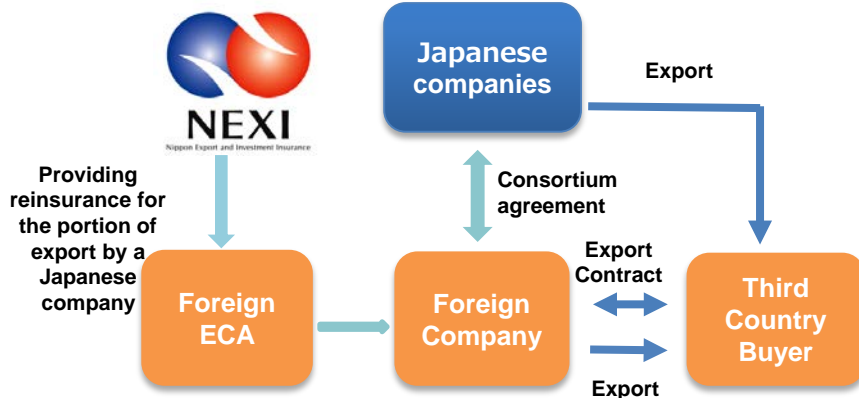 Japanese
companies
Export
NEXI
Nippon Export and Investment Insurance
Providing
reinsurance for
the portion of
export by a
Japanese
company
Consortium
agreement
Foreign
ECA
Foreign
Company
Export
Contract
Export
Third
Country
Buyer